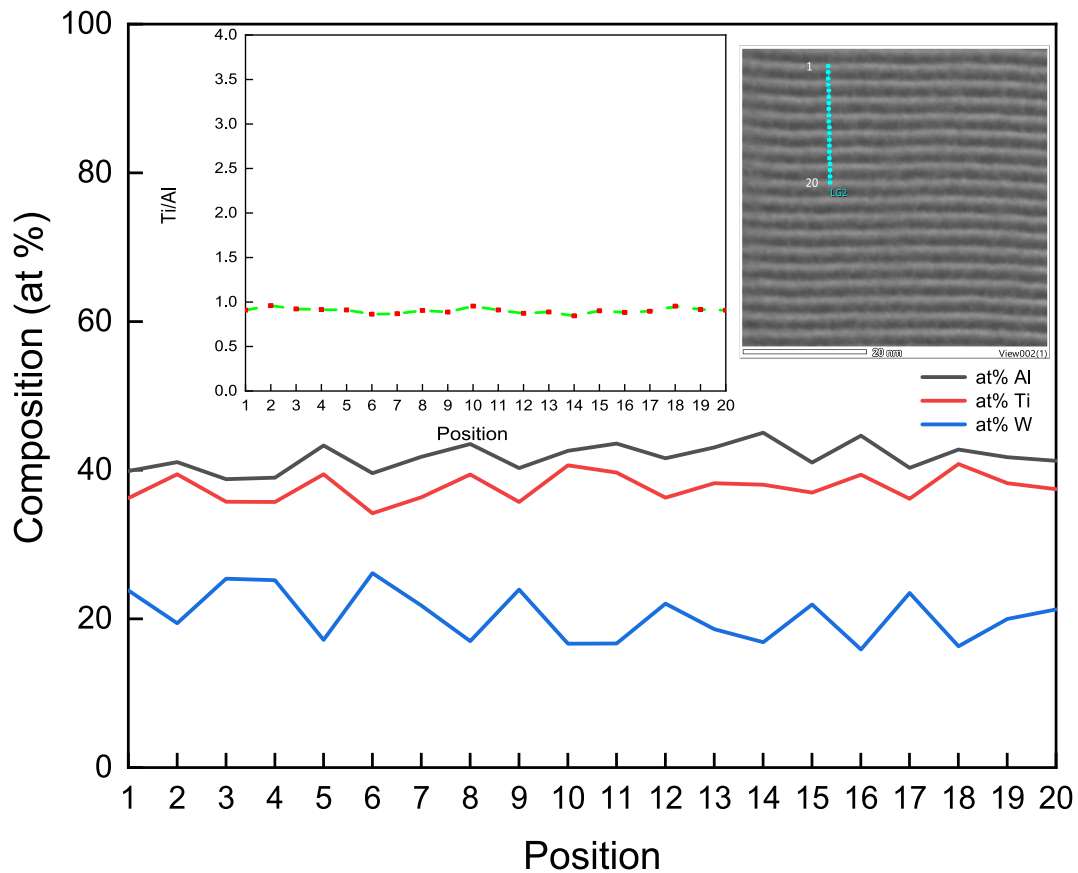 100
80
60
40
20
0
Composition (at %)
1 2 3 4 5 6 7 8 9 10 11 12 13 14 15 16 17 18 19 20
Position
4.0
3.5
3.0
2.5
2.0
1.5
1.0
0.5
0.0
Ti/Al
1 2 3 4 5 6 7 8 9 10 11 12 13 14 15 16 17 18 19 20
Position
1
20
LG2
20 nm
View002(1)
at% Al
at% Ti
at% W